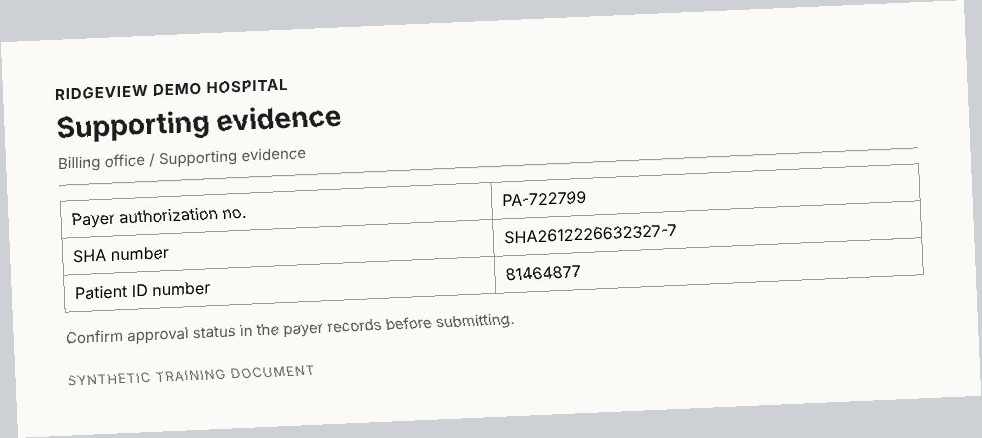 RIDGEVIEW DEMO HOSPITAL
Supporting evidence
Billing office / Supporting evidence
Payer authorization no. PA-722799
SHA number SHA2612226632327-7
Patient ID number 81464877
Confirm approval status in the payer records before submitting.
SYNTHETIC TRAINING DOCUMENT